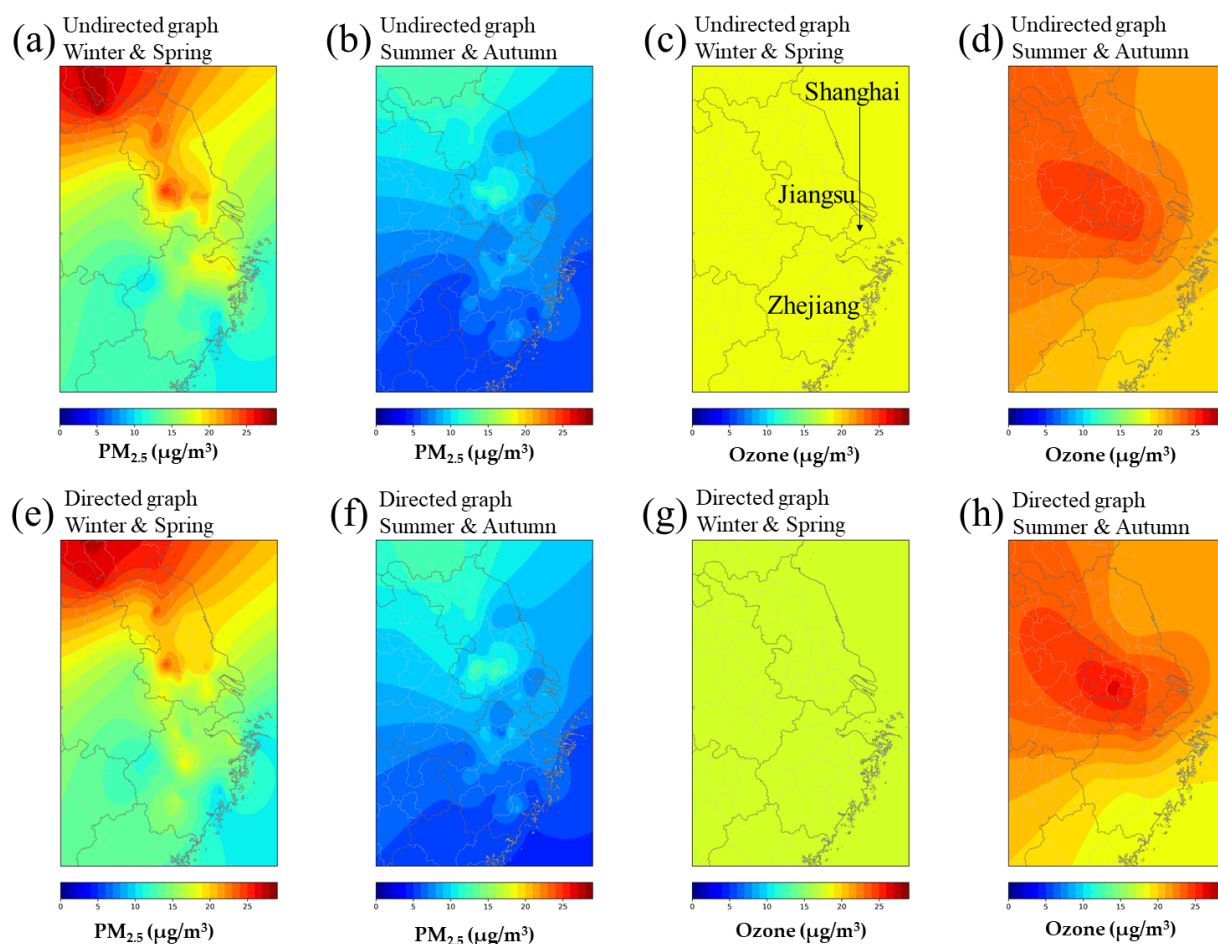 (a) Undirected graph
Winter & Spring
(b) Undirected graph
Summer & Autumn
(c) Undirected graph
Winter & Spring
(d) Undirected graph
Summer & Autumn
Shanghai
Jiangsu
Zhejiang
0 5 10 15 20 25
PM2.5 (μg/m³)
0 5 10 15 20 25
PM2.5 (μg/m³)
0 5 10 15 20 25
Ozone (μg/m³)
0 5 10 15 20 25
Ozone (μg/m³)
(e) Directed graph
Winter & Spring
(f) Directed graph
Summer & Autumn
(g) Directed graph
Winter & Spring
(h) Directed graph
Summer & Autumn
0 5 10 15 20 25
PM2.5 (μg/m³)
0 5 10 15 20 25
PM2.5 (μg/m³)
0 5 10 15 20 25
Ozone (μg/m³)
0 5 10 15 20 25
Ozone (μg/m³)